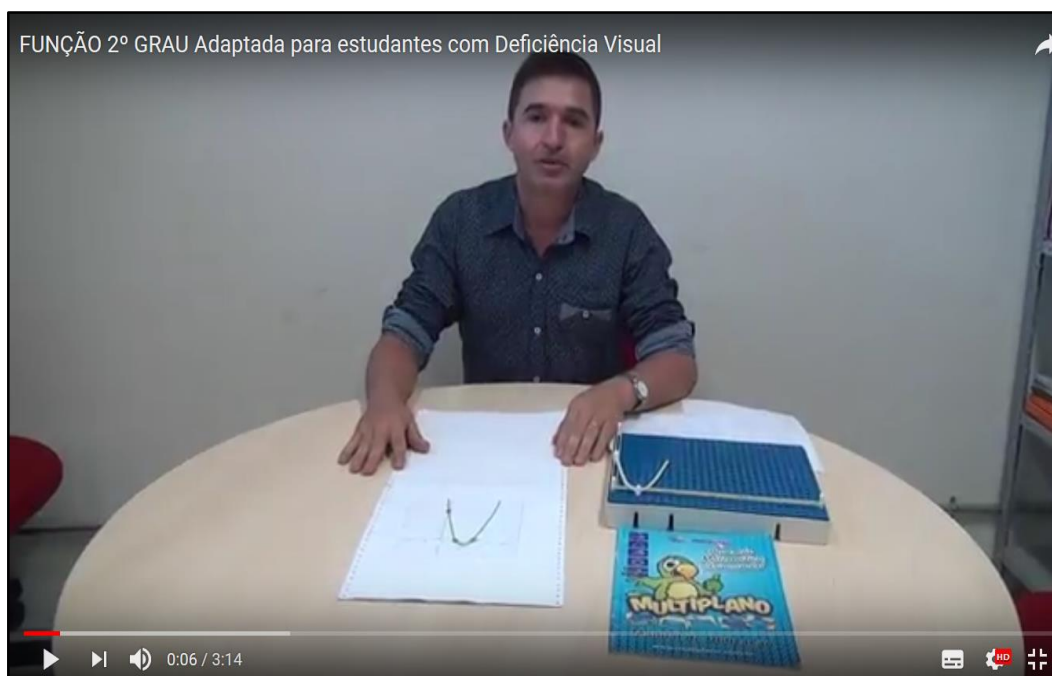 FUNÇÃO 2º GRAU Adaptada para estudantes com Deficiência Visual
MULTIPLANO
0:06 / 3:14
HD